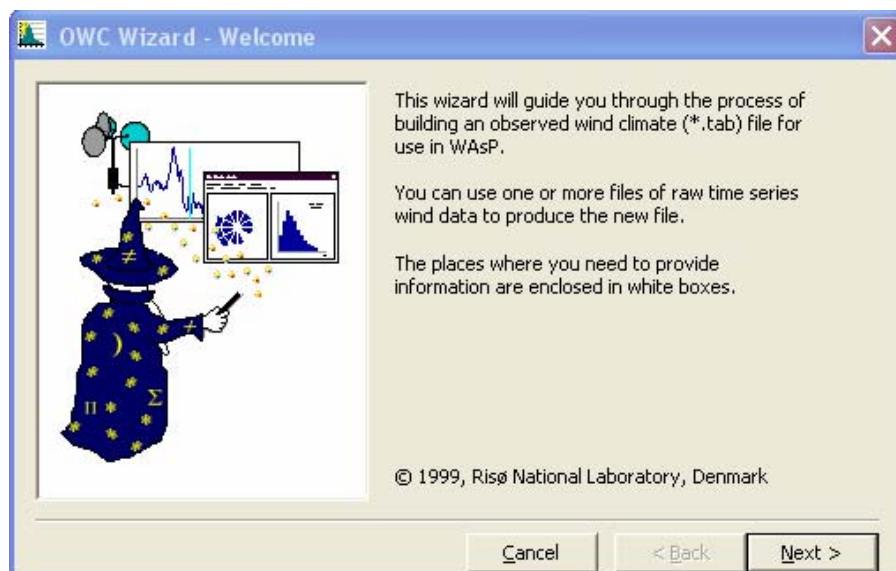 OWC Wizard - Welcome
This wizard will guide you through the process of
building an observed wind climate (*.tab) file for
use in WAsP.
You can use one or more files of raw time series
wind data to produce the new file.
The places where you need to provide
information are enclosed in white boxes.
© 1999, Risø National Laboratory, Denmark
Cancel
< Back
Next >